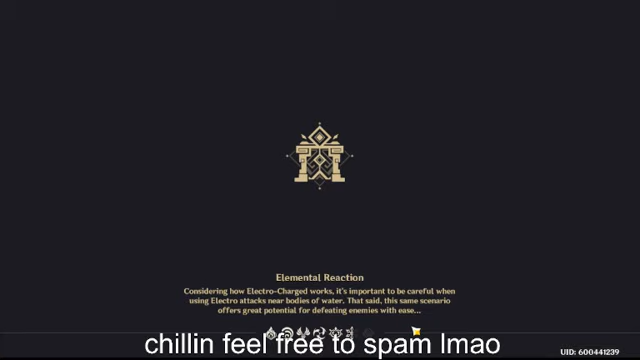 Elemental Reaction
Considering how Electro-Charged works, it's important to be careful when
using Electro attacks near bodies of water. That said, this same scenario
offers great potential for defeating enemies with ease...
chillin feel free to spam lmao
UID: 600441239